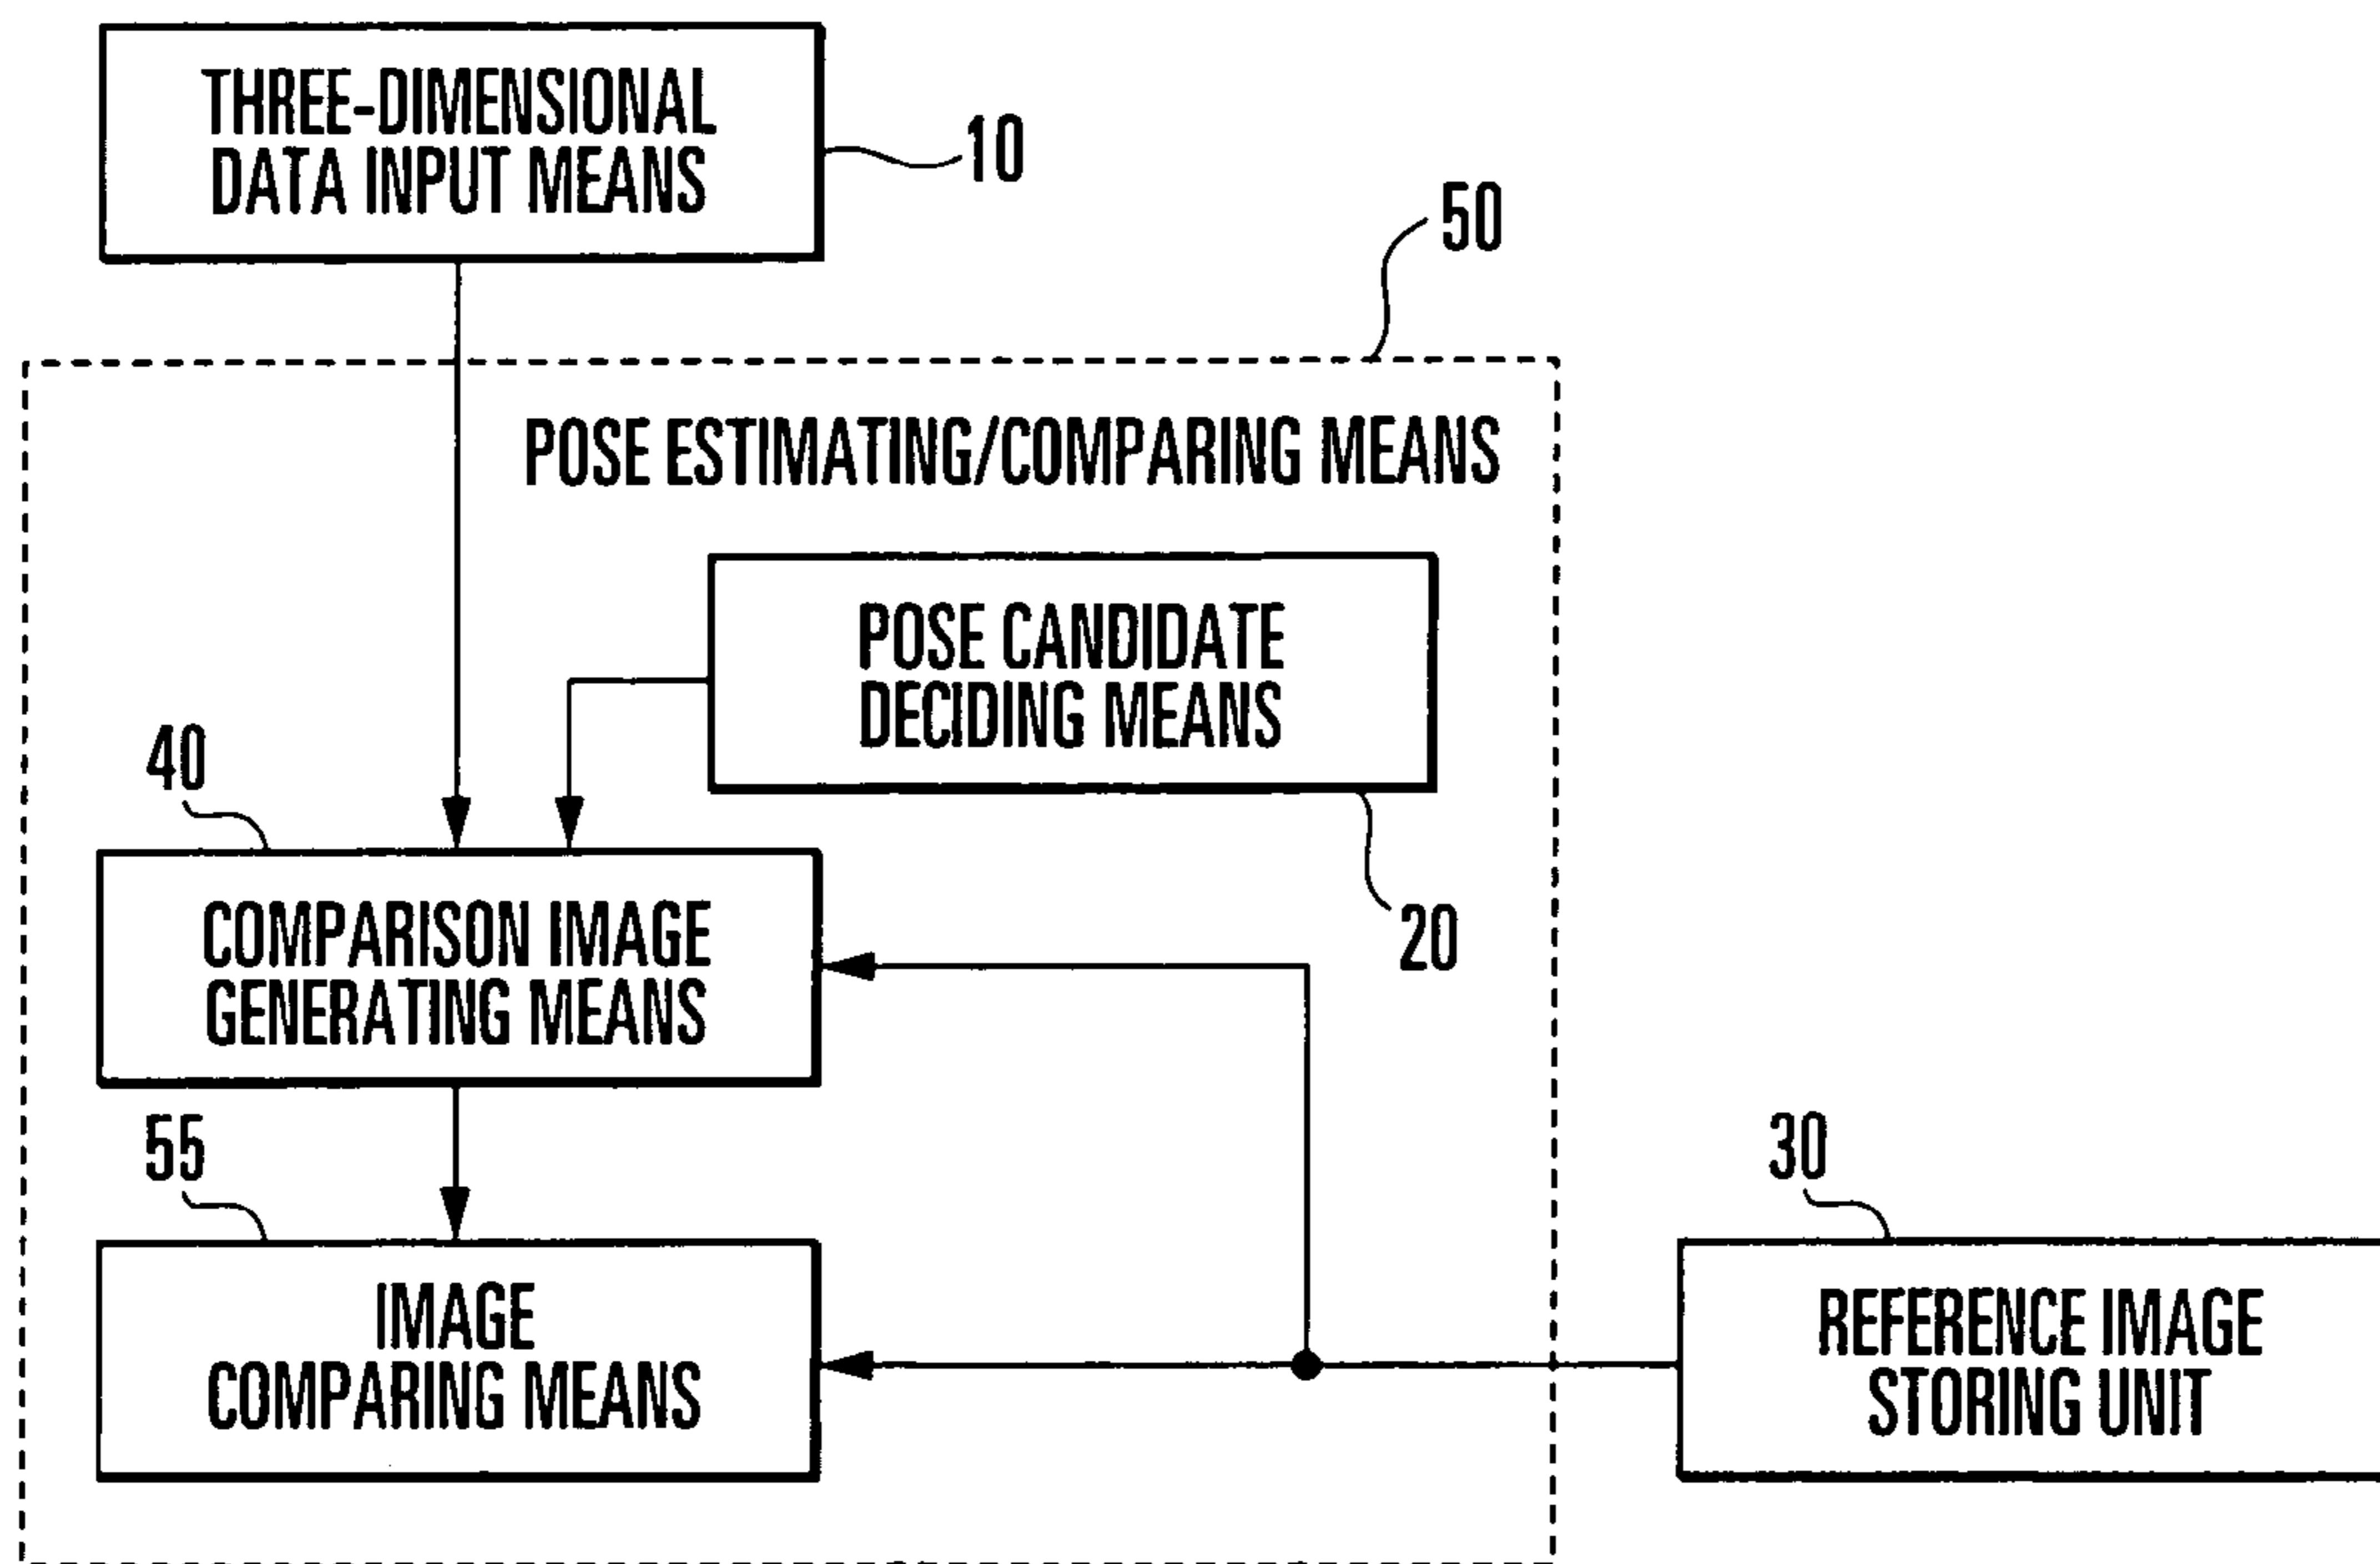 THREE-DIMENSIONAL
DATA INPUT MEANS
10
50
POSE ESTIMATING/COMPARING MEANS
POSE CANDIDATE
DECIDING MEANS
40
20
COMPARISON IMAGE
GENERATING MEANS
55
30
IMAGE
COMPARING MEANS
REFERENCE IMAGE
STORING UNIT